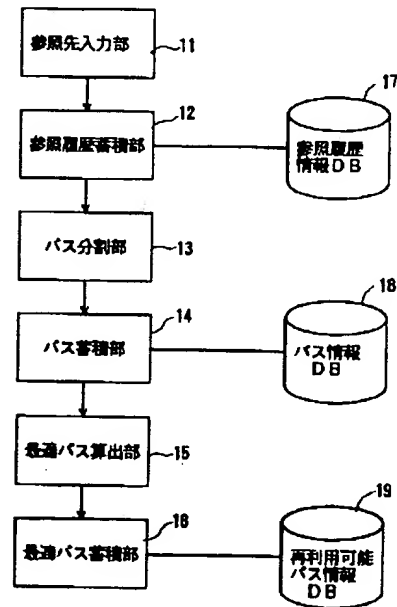 参照先入力部
11
12
17
参照履歴蓄積部
参照履歴
情報DB
パス分割部
13
14
18
パス蓄積部
パス情報
DB
最適パス算出部
15
16
19
最適パス蓄積部
再利用可能
パス情報
DB